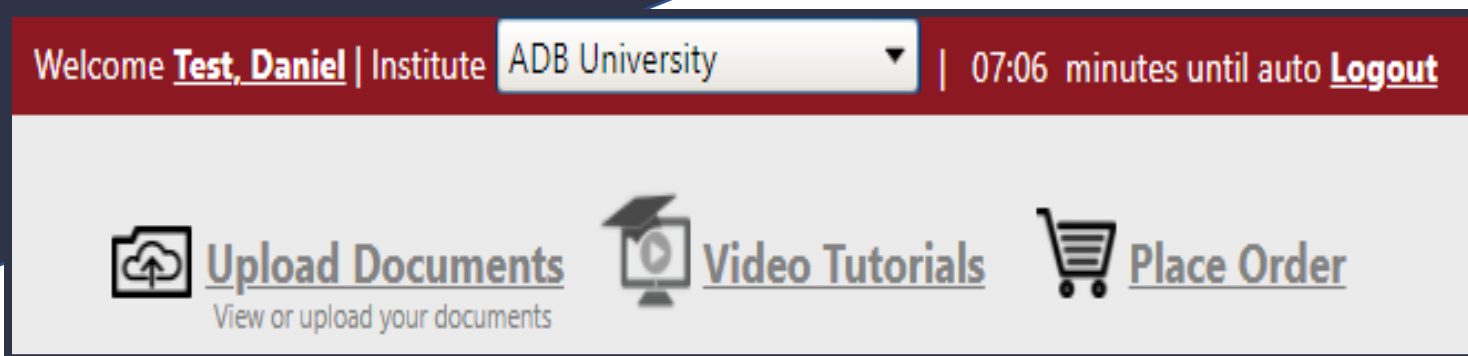 Welcome Test, Daniel | Institute ADB University | 07:06 minutes until auto Logout
Upload Documents Video Tutorials Place Order
View or upload your documents